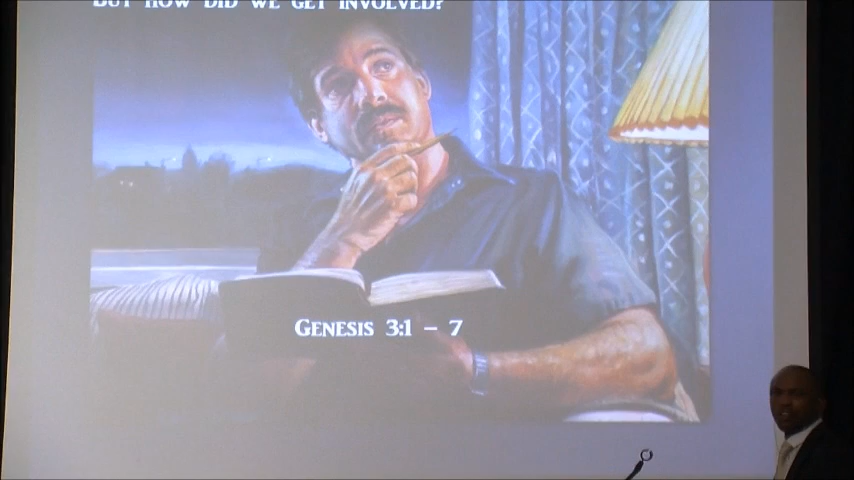 BUT HOW DID WE GET INVOLVED?
GENESIS 3:1 – 7